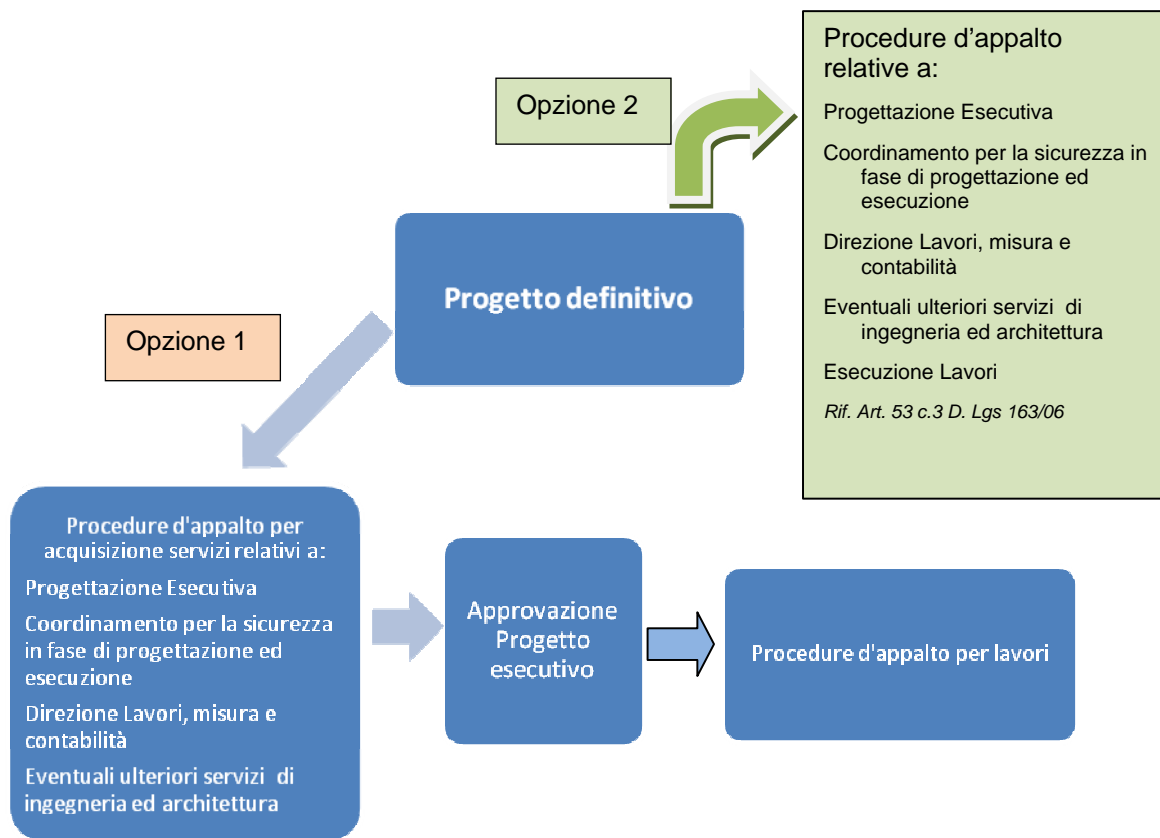 Procedure d'appalto
relative a:
Progettazione Esecutiva
Coordinamento per la sicurezza in
fase di progettazione ed
esecuzione
Direzione Lavori, misura e
contabilità
Eventuali ulteriori servizi di
ingegneria ed architettura
Esecuzione Lavori
Rif. Art. 53 c.3 D. Lgs 163/06
Opzione 2
Progetto definitivo
Opzione 1
Procedure d'appalto per
acquisizione servizi relativi a:
Progettazione Esecutiva
Coordinamento per la sicurezza
in fase di progettazione ed
esecuzione
Direzione Lavori, misura e
contabilità
Eventuali ulteriori servizi di
ingegneria ed architettura
Approvazione
Progetto
esecutivo
Procedure d'appalto per lavori